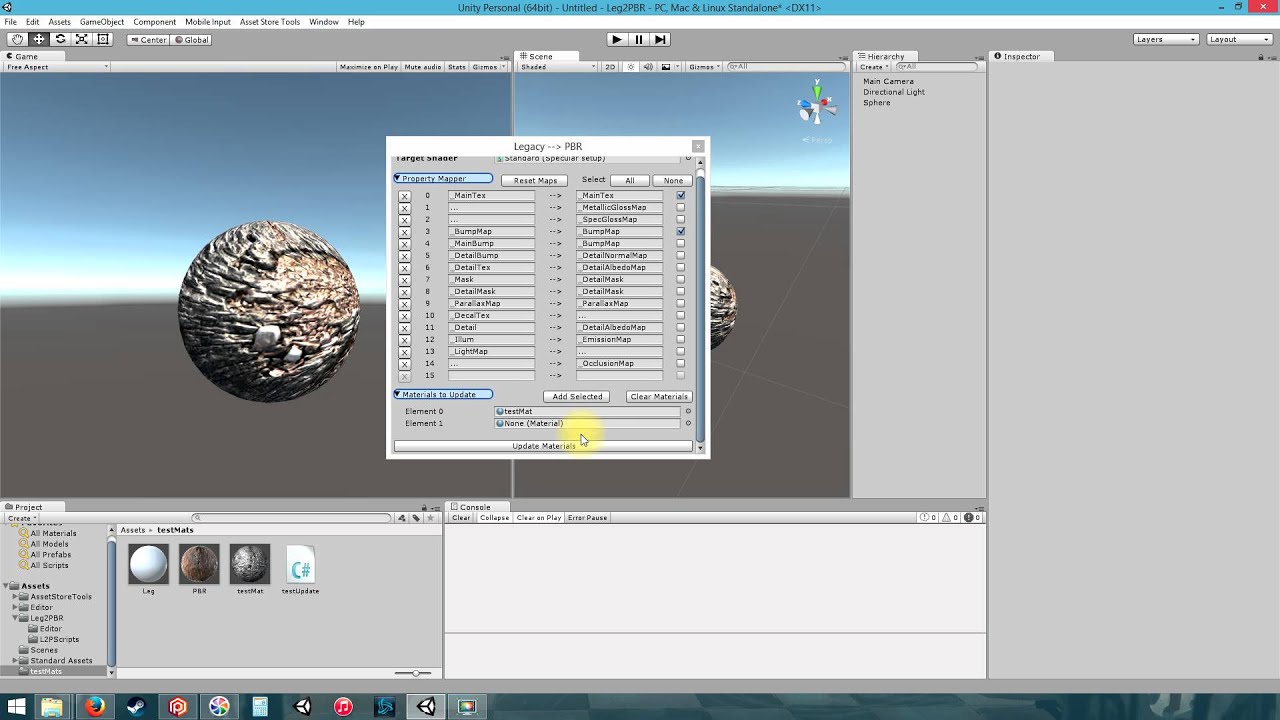 Unity Personal (64bit) - Untitled - Leg2PBR - PC, Mac & Linux Standalone* <DX11>
File Edit Assets GameObject Component Mobile Input Asset Store Tools Window Help
Center Global Layers Layout
Game Scene Hierarchy Inspector
Free Aspect Maximize on Play Mute audio Stats Gizmos Shaded 2D Gizmos All Create All
Main Camera
Directional Light
Sphere
y
x
z
Persp
Legacy --> PBR
Target Shader Standard (Specular setup)
Property Mapper Reset Maps Select All None
X 0 _MainTex --> _MainTex
X 1 ... --> _MetallicGlossMap
X 2 ... --> _SpecGlossMap
X 3 _BumpMap --> _BumpMap
X 4 _MainBump --> _BumpMap
X 5 _DetailBump --> _DetailNormalMap
X 6 _DetailTex --> _DetailAlbedoMap
X 7 _Mask --> _DetailMask
X 8 _DetailMask --> _DetailMask
X 9 _ParallaxMap --> _ParallaxMap
X 10 _DecalTex --> ...
X 11 _Detail --> _DetailAlbedoMap
X 12 _Illum --> _EmissionMap
X 13 _LightMap --> ...
X 14 ... --> _OcclusionMap
X 15 -->
Materials to Update Add Selected Clear Materials
Element 0 testMat
Element 1 None (Material)
Update Materials
Project Console
Create Clear Collapse Clear on Play Error Pause 0 0 0
Favorites
All Materials
All Models
All Prefabs
All Scripts
Assets
AssetStoreTools
Editor
Leg2PBR
Editor
L2PScripts
Scenes
Standard Assets
testMats
Assets ▸ testMats
C#
Leg PBR testMat testUpdate